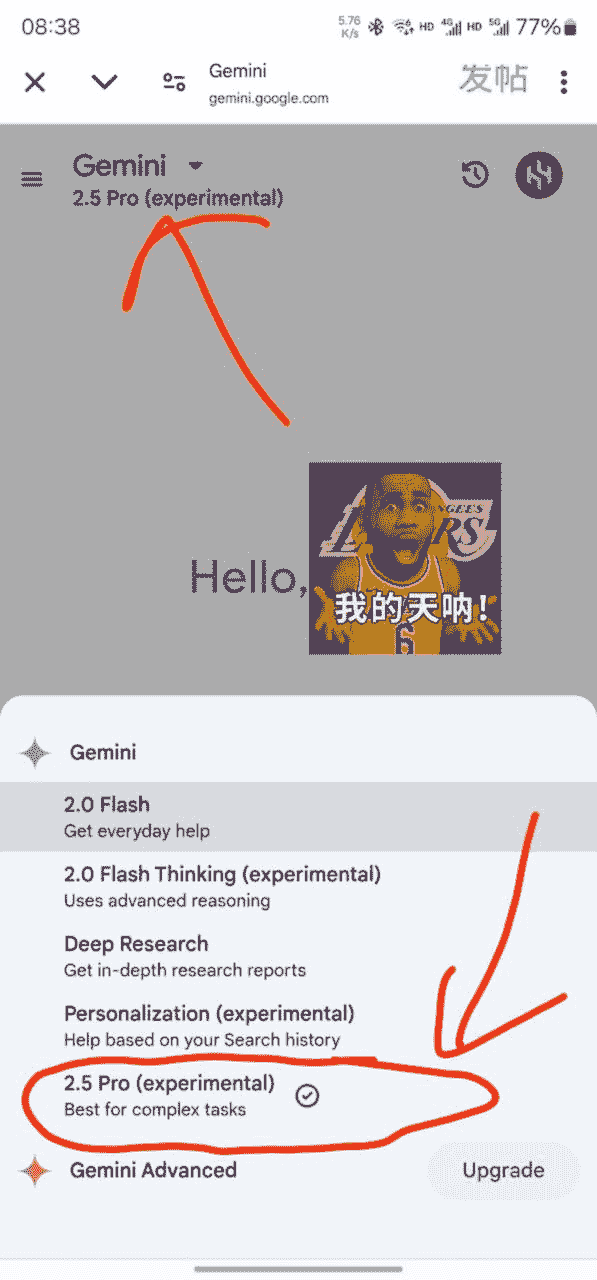 08:38
5.76 K/s HD 4G HD 5G 77%
Gemini
gemini.google.com
发帖
Gemini
2.5 Pro (experimental)
Hello,
NGEES
RS
我的天呐!
6
Gemini
2.0 Flash
Get everyday help
2.0 Flash Thinking (experimental)
Uses advanced reasoning
Deep Research
Get in-depth research reports
Personalization (experimental)
Help based on your Search history
2.5 Pro (experimental)
Best for complex tasks
Gemini Advanced
Upgrade